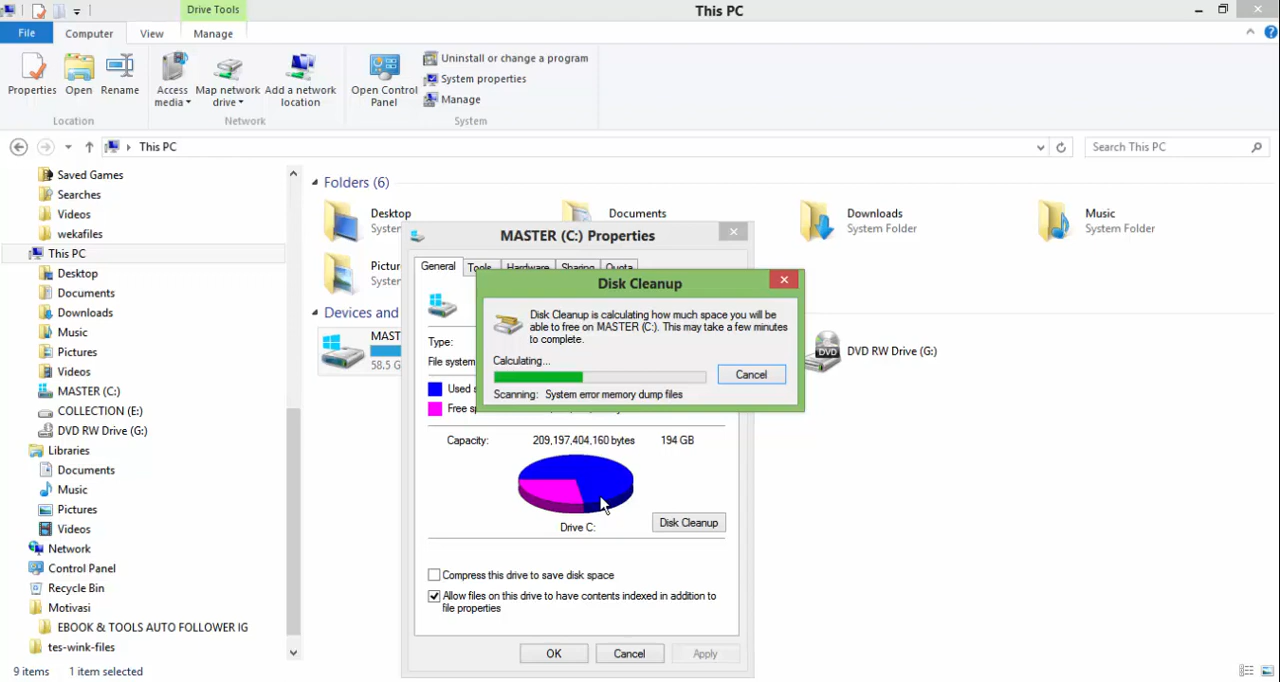 Drive Tools
This PC
File
Computer
View
Manage
Properties
Open
Rename
Access
media
Map network
drive
Add a network
location
Open Control
Panel
Uninstall or change a program
System properties
Manage
Location
Network
System
This PC
Search This PC
Saved Games
Searches
Videos
wekafiles
This PC
Desktop
Documents
Downloads
Music
Pictures
Videos
MASTER (C:)
COLLECTION (E:)
DVD RW Drive (G:)
Libraries
Documents
Music
Pictures
Videos
Network
Control Panel
Recycle Bin
Motivasi
EBOOK & TOOLS AUTO FOLLOWER IG
tes-wink-files
9 items
1 item selected
Folders (6)
Desktop
Documents
Downloads
System Folder
Music
System Folder
Devices and
58.5 G
DVD RW Drive (G:)
DVD
MASTER (C:) Properties
General
Tools
Hardware
Sharing
Quota
Type:
File system
Used
Free
Capacity:
209,197,404,160 bytes
194 GB
Drive C:
Disk Cleanup
Compress this drive to save disk space
Allow files on this drive to have contents indexed in addition to
file properties
OK
Cancel
Apply
Disk Cleanup
Disk Cleanup is calculating how much space you will be
able to free on MASTER (C:). This may take a few minutes
to complete.
Calculating...
Cancel
Scanning: System error memory dump files